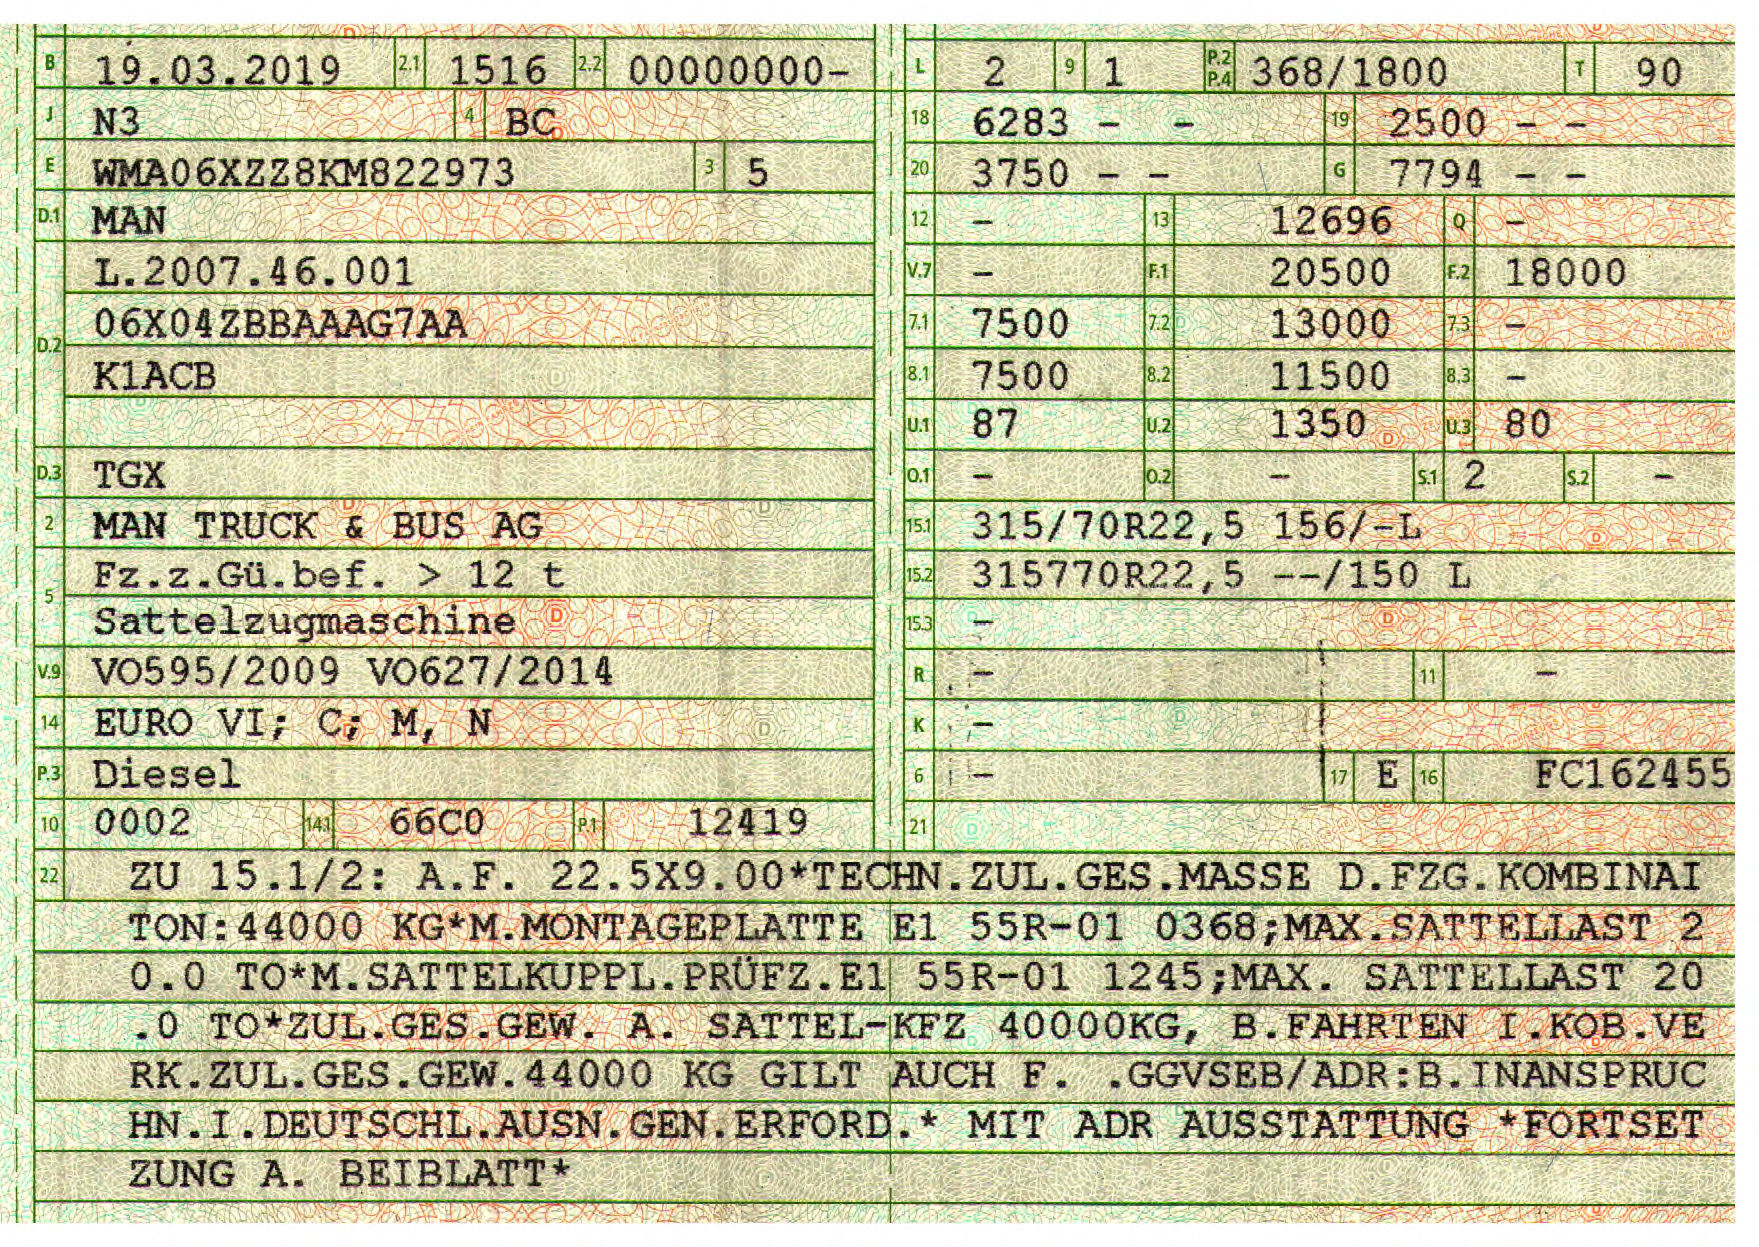 B 19.03.2019 2.1 1516 2.2 00000000-
J N3 4 BC
E WMA06XZZ8KM822973 3 5
D.1 MAN
L.2007.46.001
D.2 06X04ZBBAAAG7AA
K1ACB
D.3 TGX
2 MAN TRUCK & BUS AG
5 Fz.z.Gü.bef. > 12 t
Sattelzugmaschine
V.9 VO595/2009 VO627/2014
14 EURO VI; C; M, N
P.3 Diesel
10 0002 14.1 66C0 P.1 12419
L 2 9 1 P.2 P.4 368/1800 T 90
18 6283 - - 19 2500 - -
20 3750 - - G 7794 - -
12 - 13 12696 Q -
V.7 - F.1 20500 F.2 18000
7.1 7500 7.2 13000 7.3 -
8.1 7500 8.2 11500 8.3 -
U.1 87 U.2 1350 U.3 80
O.1 - O.2 - S.1 2 S.2 -
15.1 315/70R22,5 156/-L
15.2 315770R22,5 --/150 L
15.3 -
R - 11 -
K -
6 - 17 E 16 FC162455
21
22 ZU 15.1/2: A.F. 22.5X9.00*TECHN.ZUL.GES.MASSE D.FZG.KOMBINAI
TON:44000 KG*M.MONTAGEPLATTE E1 55R-01 0368;MAX.SATTELLAST 2
0.0 TO*M.SATTELKUPPL.PRÜFZ.E1 55R-01 1245;MAX. SATTELLAST 20
.0 TO*ZUL.GES.GEW. A. SATTEL-KFZ 40000KG, B.FAHRTEN I.KOB.VE
RK.ZUL.GES.GEW.44000 KG GILT AUCH F. .GGVSEB/ADR:B.INANSPRUC
HN.I.DEUTSCHL.AUSN.GEN.ERFORD.* MIT ADR AUSSTATTUNG *FORTSET
ZUNG A. BEIBLATT*